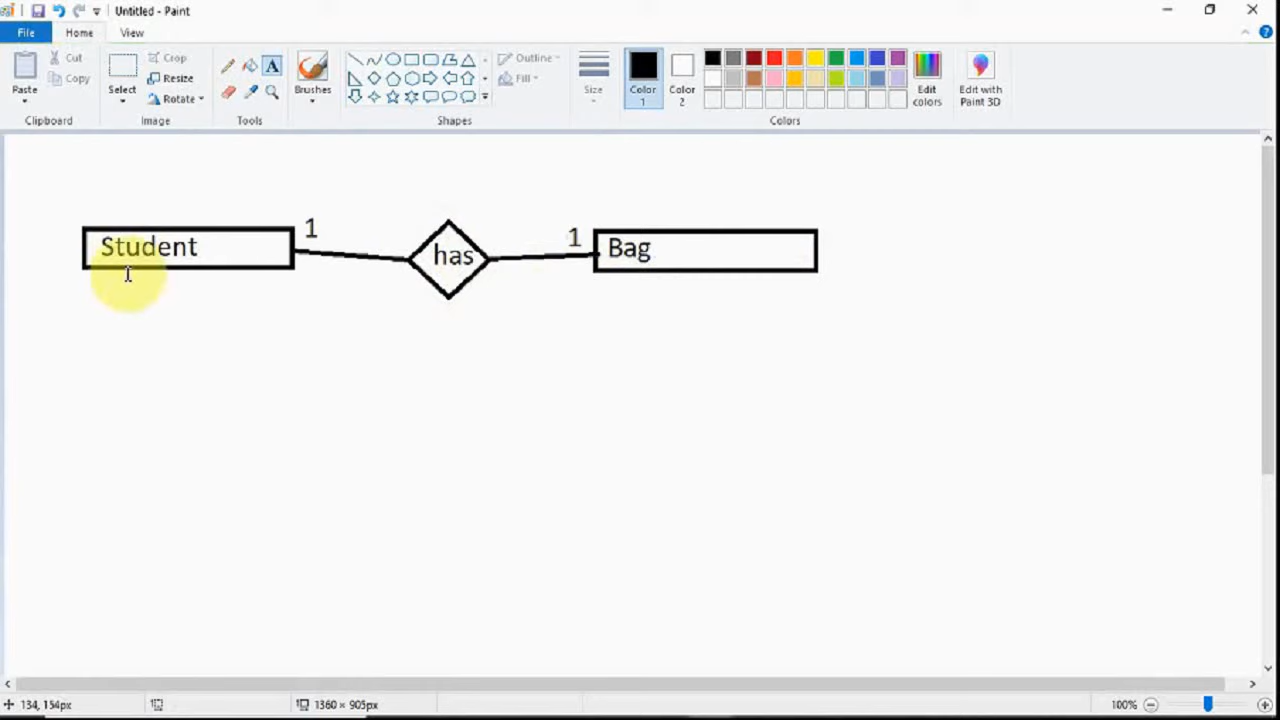 Untitled - Paint
File Home View
Paste
Cut
Copy
Clipboard
Select
Crop
Resize
Rotate
Image
Tools
Brushes
Shapes
Outline
Fill
Size
Color 1
Color 2
Edit colors
Colors
Edit with Paint 3D
Student 1 has 1 Bag
134, 154px
1360 × 905px
100%